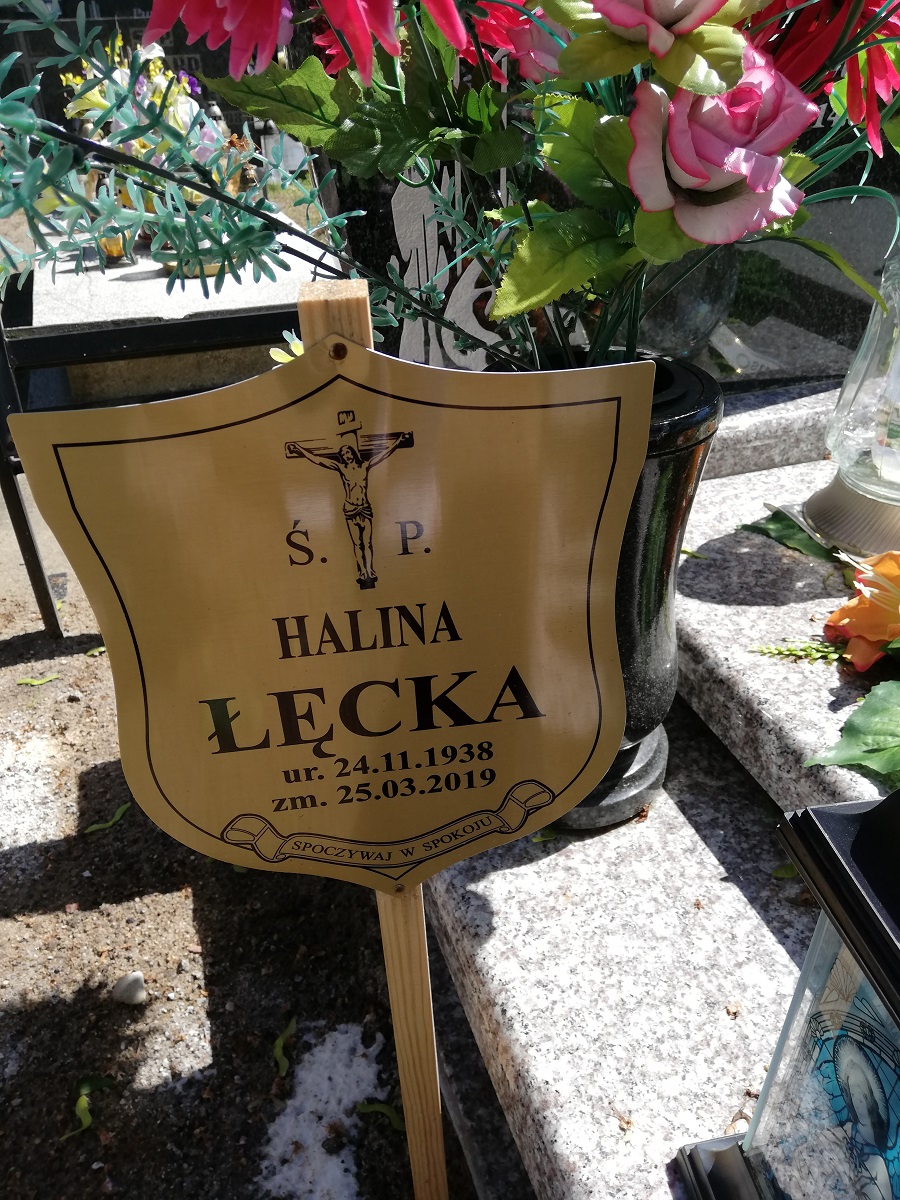 Ś. P.
HALINA
ŁĘCKA
ur. 24.11.1938
zm. 25.03.2019
SPOCZYWAJ W SPOKOJU